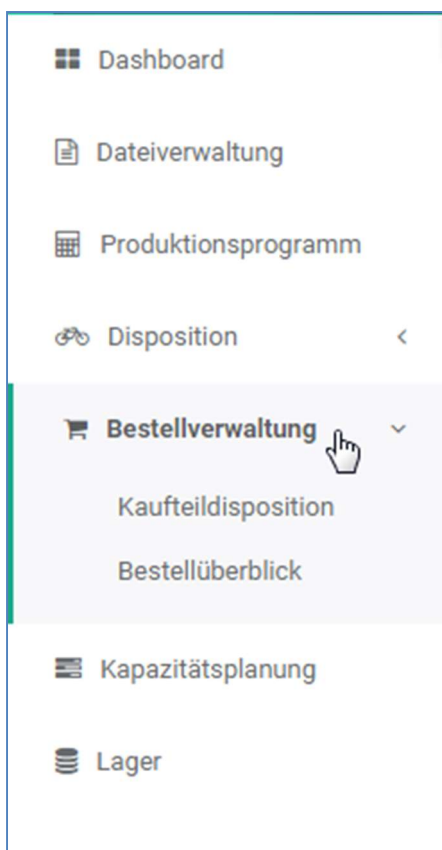 Dashboard
Dateiverwaltung
Produktionsprogramm
Disposition
Bestellverwaltung
Kaufteildisposition
Bestellüberblick
Kapazitätsplanung
Lager